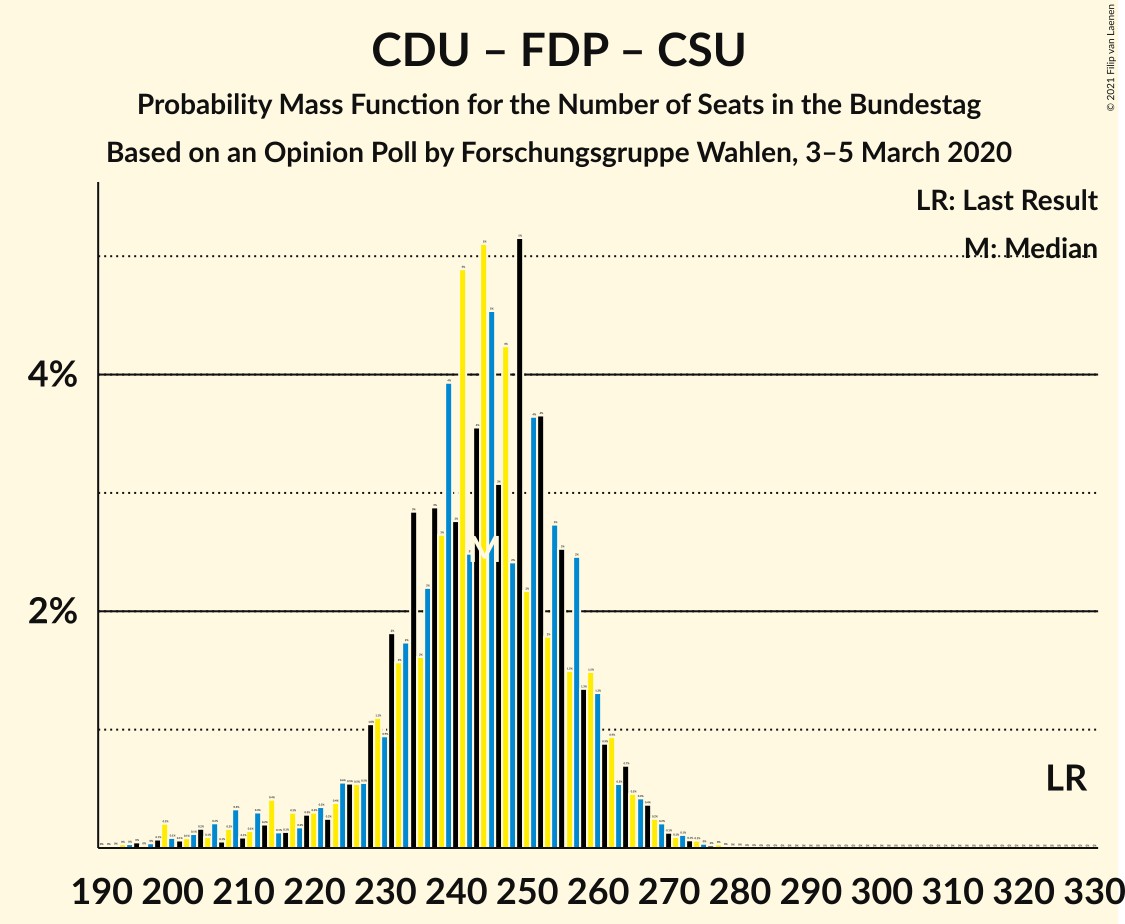 CDU – FDP – CSU
Probability Mass Function for the Number of Seats in the Bundestag
Based on an Opinion Poll by Forschungsgruppe Wahlen, 3–5 March 2020
© 2021 Filip van Laenen
LR: Last Result
M: Median
4%
2%
M
LR
190 200 210 220 230 240 250 260 270 280 290 300 310 320 330